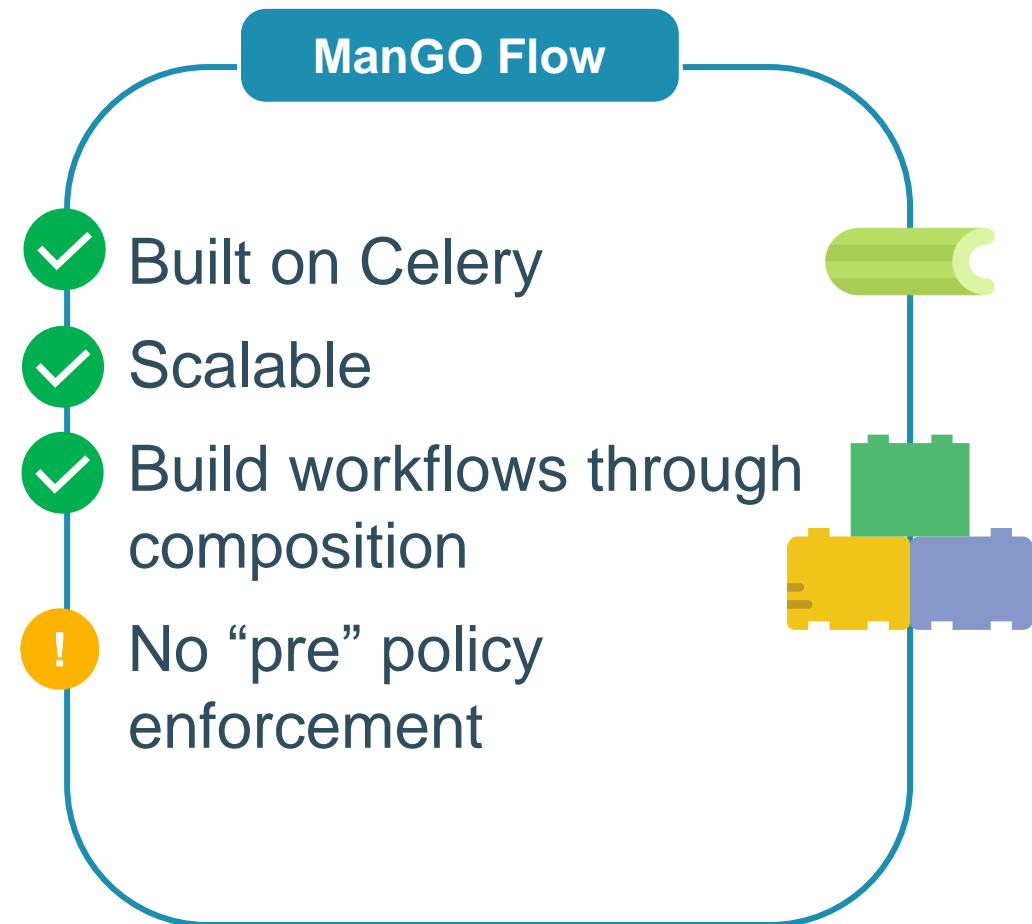 ManGO Flow
Built on Celery
Scalable
Build workflows through
composition
! No “pre” policy
enforcement